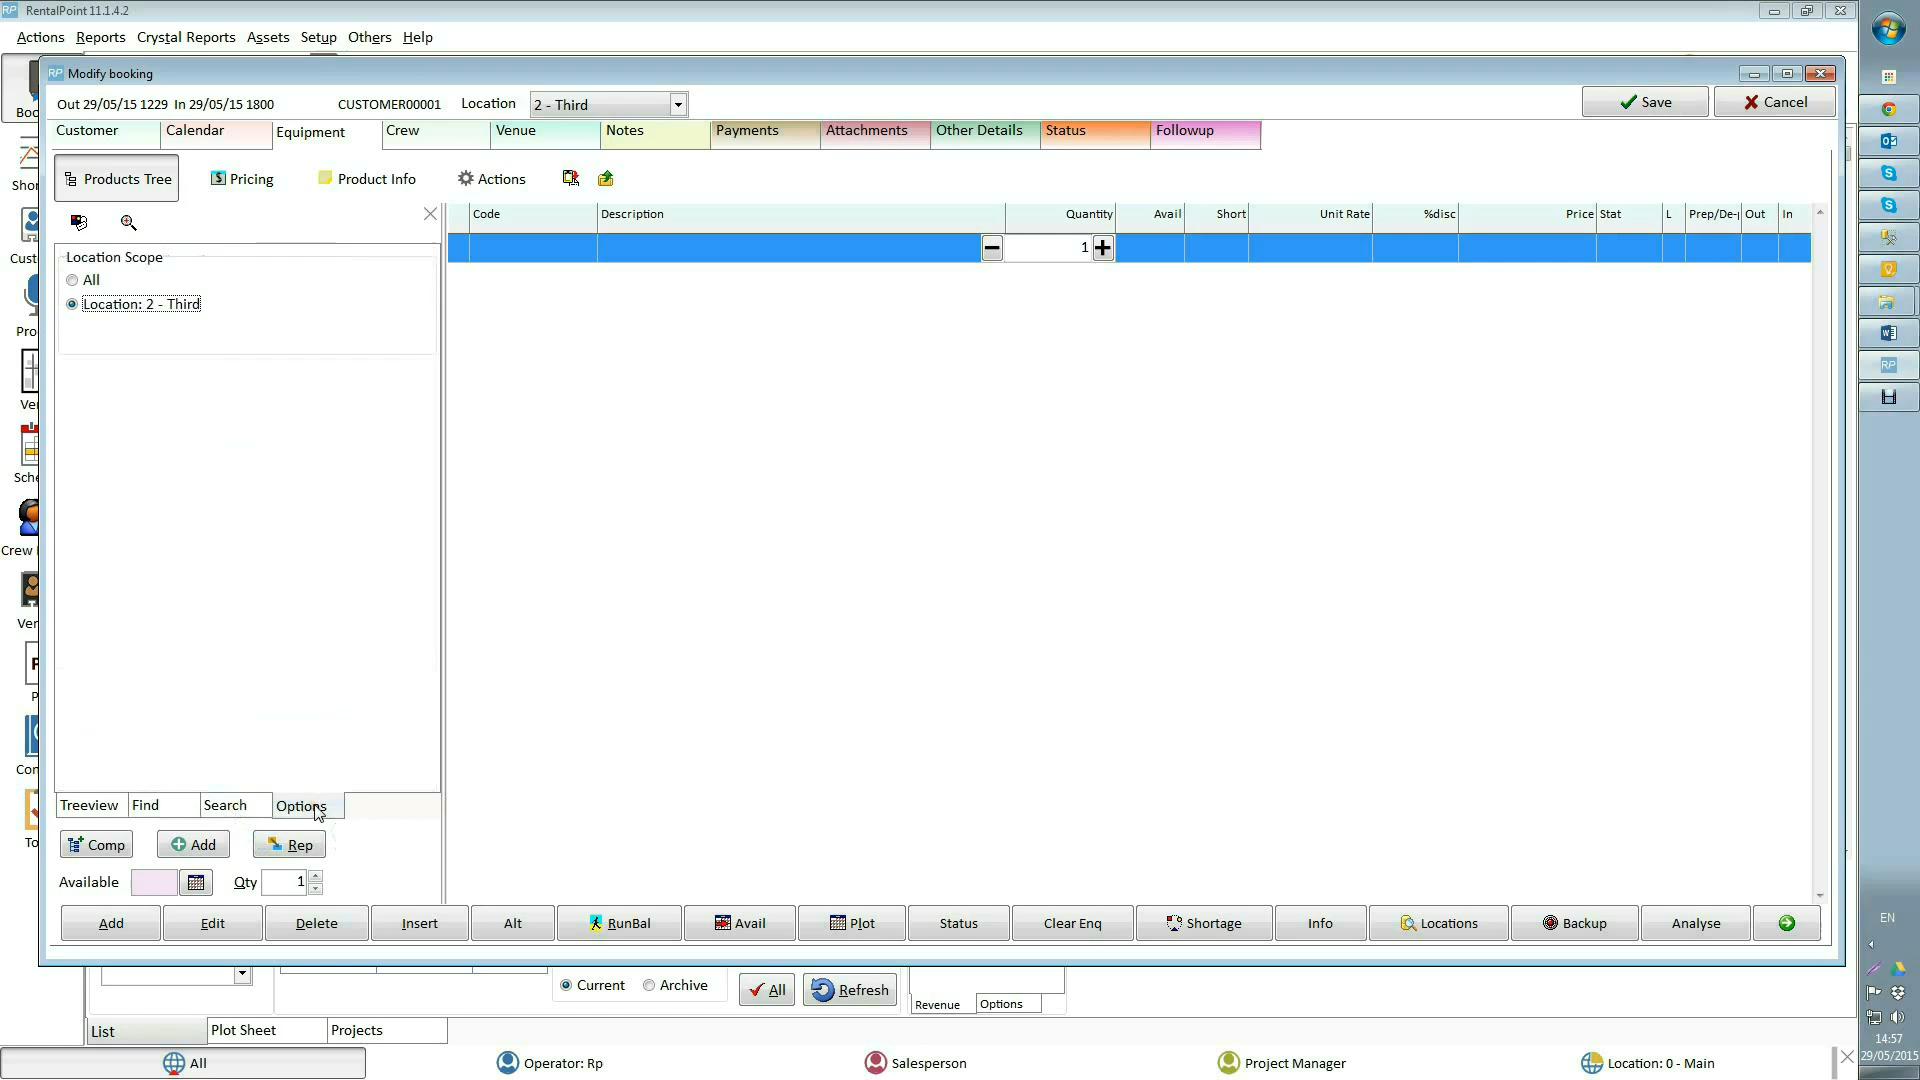 RentalPoint 11.1.4.2
Actions Reports Crystal Reports Assets Setup Others Help
RP Modify booking
Out 29/05/15 1229 In 29/05/15 1800 CUSTOMER00001 Location 2 - Third
Save Cancel
Customer Calendar Equipment Crew Venue Notes Payments Attachments Other Details Status Followup
Products Tree Pricing Product Info Actions
Code Description Quantity Avail Short Unit Rate %disc Price Stat L Prep/De-p Out In
1
Location Scope
All
Location: 2 - Third
Treeview Find Search Options
Comp Add Rep
Available Qty 1
Add Edit Delete Insert Alt RunBal Avail Plot Status Clear Enq Shortage Info Locations Backup Analyse
Current Archive All Refresh
Revenue Options
List Plot Sheet Projects
All Operator: Rp Salesperson Project Manager Location: 0 - Main
EN
14:57
29/05/2015